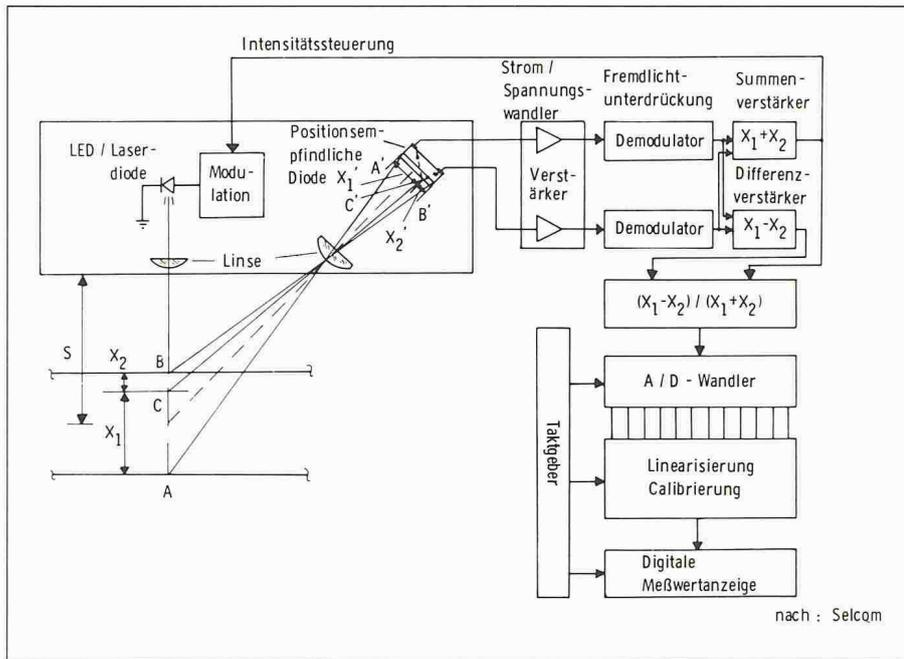 Intensitätssteuerung
Strom /
Spannungs-
wandler
Fremdlicht-
unterdrückung
Summen-
verstärker
LED / Laser-
diode
Modu-
lation
Positionsem-
pfindliche
Diode
A'
X₁'
C'
B'
X₂'
Verst-
ärker
Demodulator
X₁+X₂
Differenz-
verstärker
Demodulator
X₁-X₂
Linse
(X₁-X₂) / (X₁+X₂)
S
X₂
B
C
X₁
A
Taktgeber
A/D - Wandler
Linearisierung
Calibrierung
Digitale
Meßwertanzeige
nach : Selcom